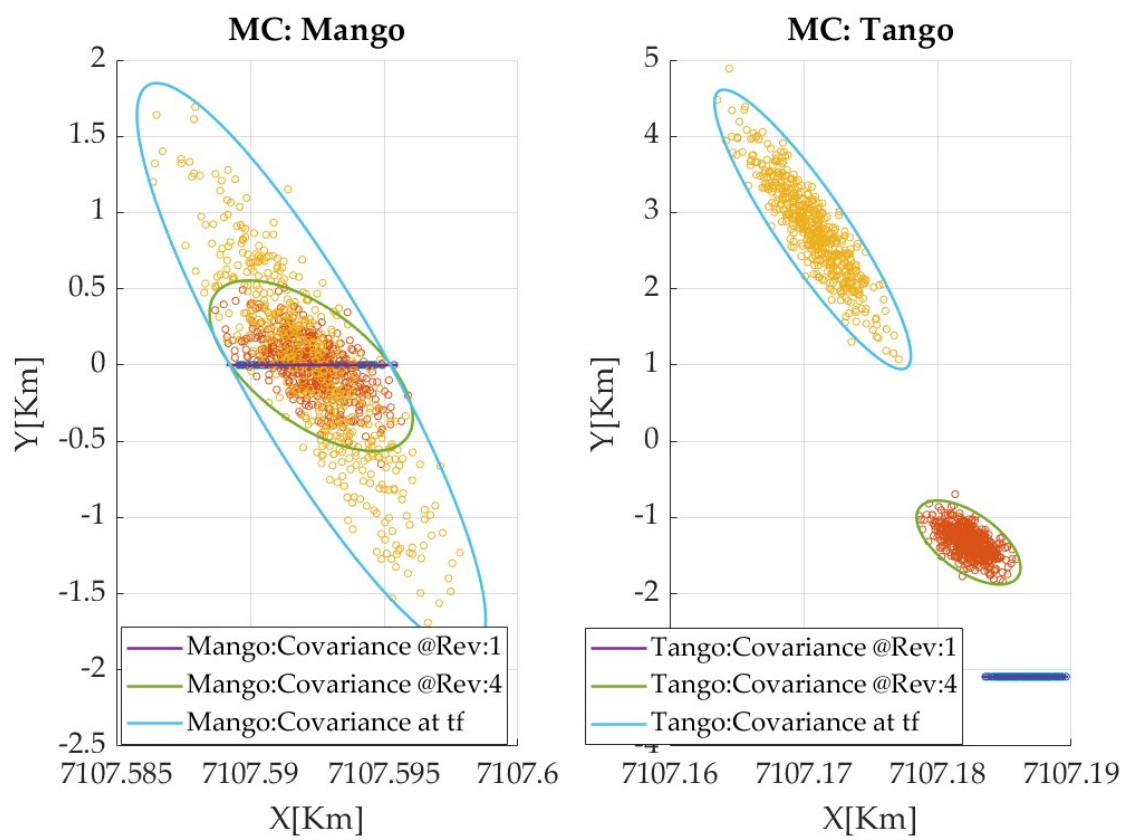 MC: Mango
2
1.5
1
0.5
0
-0.5
-1
-1.5
-2
-2.5
Y[Km]
Mango:Covariance @Rev:1
Mango:Covariance @Rev:4
Mango:Covariance at tf
7107.585 7107.59 7107.595 7107.6
X[Km]
MC: Tango
5
4
3
2
1
0
-1
-2
-4
Y[Km]
Tango:Covariance @Rev:1
Tango:Covariance @Rev:4
Tango:Covariance at tf
7107.16 7107.17 7107.18 7107.19
X[Km]